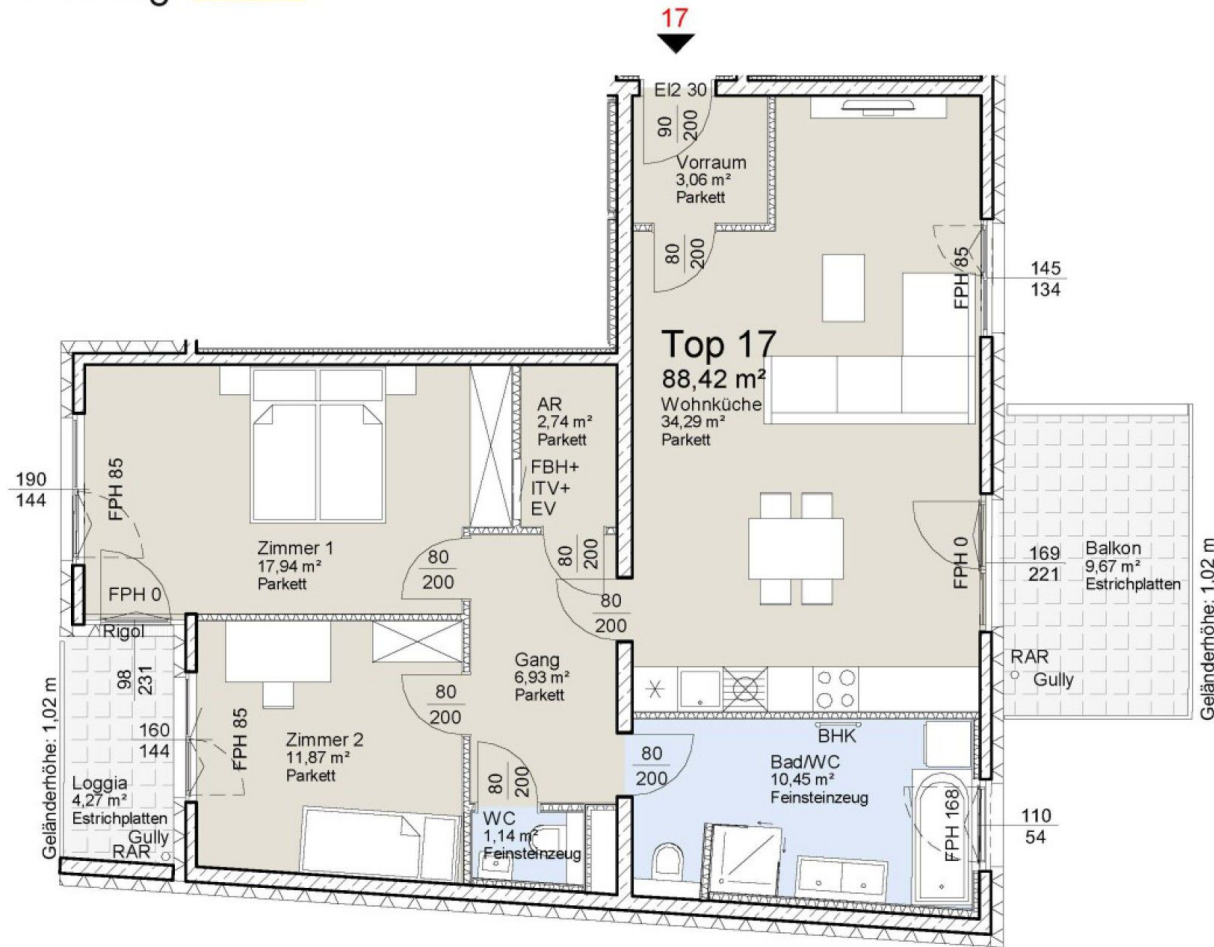 17
EI2 30
90
200
Vorraum
3,06 m²
Parkett
80
200
FPH 85
145
134
Top 17
88,42 m²
Wohnküche
34,29 m²
Parkett
AR
2,74 m²
Parkett
FBH+
ITV+
EV
190
144
FPH 85
Zimmer 1
17,94 m²
Parkett
80
200
80
200
80
200
FPH 0
169
221
Balkon
9,67 m²
Estrichplatten
Geländerhöhe: 1,02 m
RAR
Gully
FPH 0
Rigol
98
231
Gang
6,93 m²
Parkett
80
200
Zimmer 2
11,87 m²
Parkett
160
144
FPH 85
Geländerhöhe: 1,02 m
Loggia
4,27 m²
Estrichplatten
Gully
RAR
80
200
WC
1,14 m²
Feinsteinzeug
80
200
BHK
Bad/WC
10,45 m²
Feinsteinzeug
FPH 168
110
54